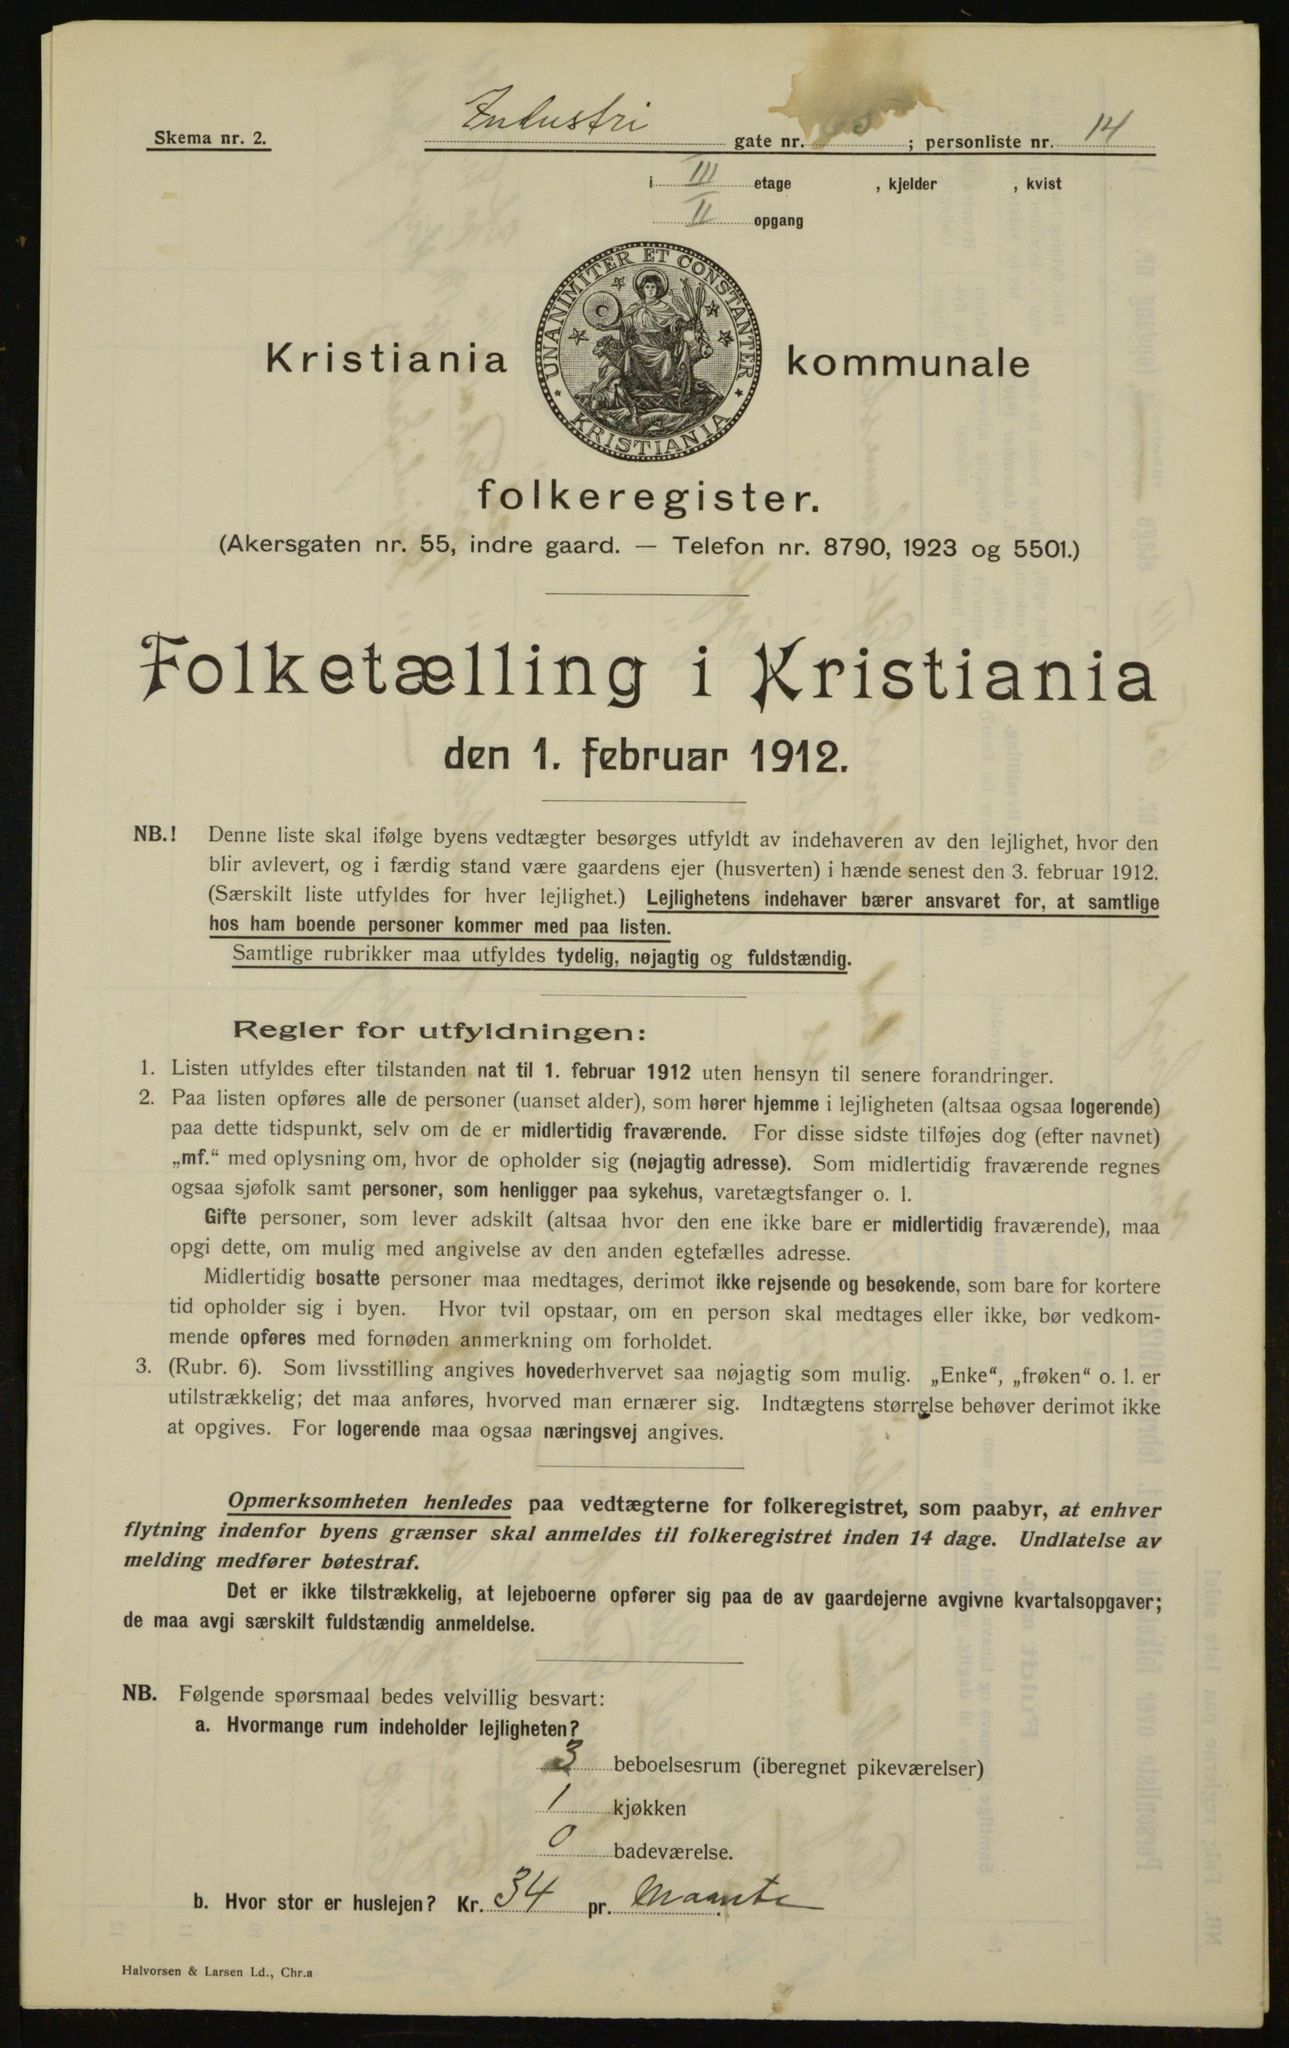 Skema nr. 2.
Industri gate nr. 65; personliste nr. 14
i III etage , kjelder , kvist
II opgang
UNANIMITER ET CONSTANTER
KRISTIANIA
Kristiania kommunale
folkeregister.
(Akersgaten nr. 55, indre gaard. — Telefon nr. 8790, 1923 og 5501.)
Folketælling i Kristiania
den 1. februar 1912.
NB.! Denne liste skal ifølge byens vedtægter besørges utfyldt av indehaveren av den lejlighet, hvor den
blir avlevert, og i færdig stand være gaardens ejer (husverten) i hænde senest den 3. februar 1912.
(Særskilt liste utfyldes for hver lejlighet.) Lejlighetens indehaver bærer ansvaret for, at samtlige
hos ham boende personer kommer med paa listen.
Samtlige rubrikker maa utfyldes tydelig, nøjagtig og fuldstændig.
Regler for utfyldningen:
1. Listen utfyldes efter tilstanden nat til 1. februar 1912 uten hensyn til senere forandringer.
2. Paa listen opføres alle de personer (uanset alder), som hører hjemme i lejligheten (altsaa ogsaa logerende)
paa dette tidspunkt, selv om de er midlertidig fraværende. For disse sidste tilføjes dog (efter navnet)
„mf.“ med oplysning om, hvor de opholder sig (nøjagtig adresse). Som midlertidig fraværende regnes
ogsaa sjøfolk samt personer, som henligger paa sykehus, varetægtsfanger o. l.
Gifte personer, som lever adskilt (altsaa hvor den ene ikke bare er midlertidig fraværende), maa
opgi dette, om mulig med angivelse av den anden egtefælles adresse.
Midlertidig bosatte personer maa medtages, derimot ikke rejsende og besøkende, som bare for kortere
tid opholder sig i byen. Hvor tvil opstaar, om en person skal medtages eller ikke, bør vedkom-
mende opføres med fornøden anmerkning om forholdet.
3. (Rubr. 6). Som livsstilling angives hovederhvervet saa nøjagtig som mulig. „Enke“, „frøken“ o. l. er
utilstrækkelig; det maa anføres, hvorved man ernærer sig. Indtægtens størrelse behøver derimot ikke
at opgives. For logerende maa ogsaa næringsvej angives.
Opmerksomheten henledes paa vedtægterne for folkeregistret, som paabyr, at enhver
flytning indenfor byens grænser skal anmeldes til folkeregistret inden 14 dage. Undlatelse av
melding medfører bøtestraf.
Det er ikke tilstrækkelig, at lejeboerne opfører sig paa de av gaardejerne avgivne kvartalsopgaver;
de maa avgi særskilt fuldstændig anmeldelse.
NB. Følgende spørsmaal bedes velvillig besvart:
a. Hvormange rum indeholder lejligheten?
3 beboelsesrum (iberegnet pikeværelser)
1 kjøkken
0 badeværelse.
b. Hvor stor er huslejen? Kr. 34 pr. Maante
Halvorsen & Larsen Ld., Chr.a